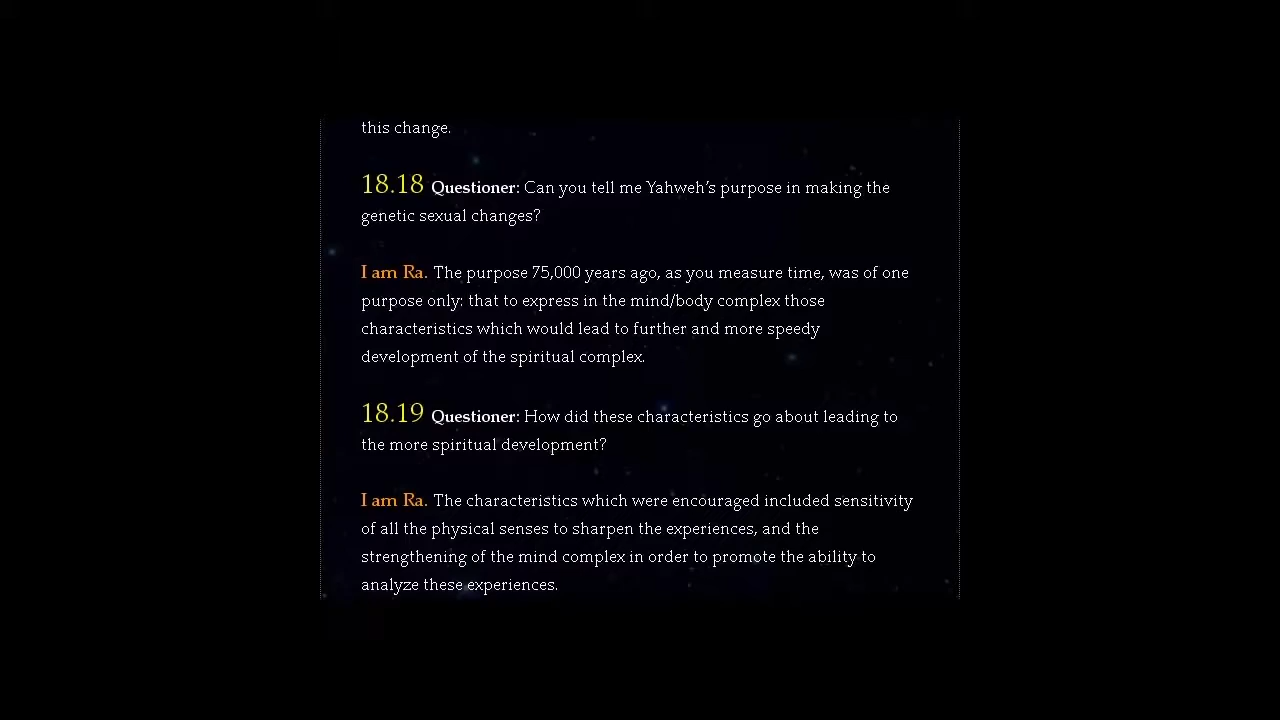 this change.
18.18 Questioner: Can you tell me Yahweh’s purpose in making the
genetic sexual changes?
I am Ra. The purpose 75,000 years ago, as you measure time, was of one
purpose only: that to express in the mind/body complex those
characteristics which would lead to further and more speedy
development of the spiritual complex.
18.19 Questioner: How did these characteristics go about leading to
the more spiritual development?
I am Ra. The characteristics which were encouraged included sensitivity
of all the physical senses to sharpen the experiences, and the
strengthening of the mind complex in order to promote the ability to
analyze these experiences.